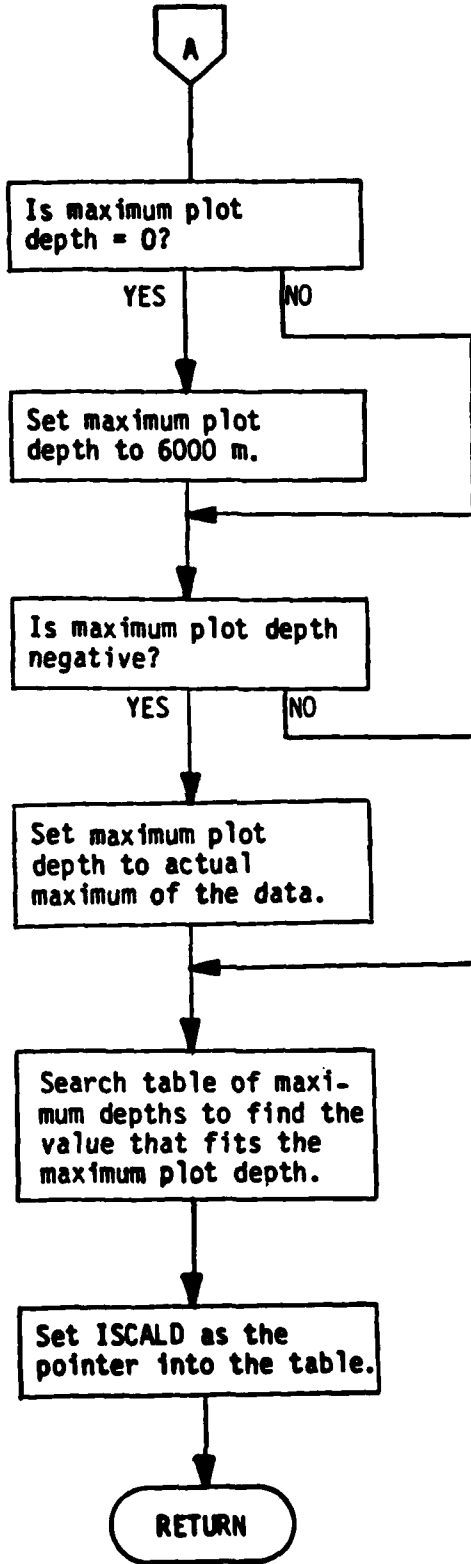 A
Is maximum plot
depth = 0?
YES
NO
Set maximum plot
depth to 6000 m.
Is maximum plot depth
negative?
YES
NO
Set maximum plot
depth to actual
maximum of the data.
Search table of maxi-
mum depths to find the
value that fits the
maximum plot depth.
Set ISCALD as the
pointer into the table.
RETURN